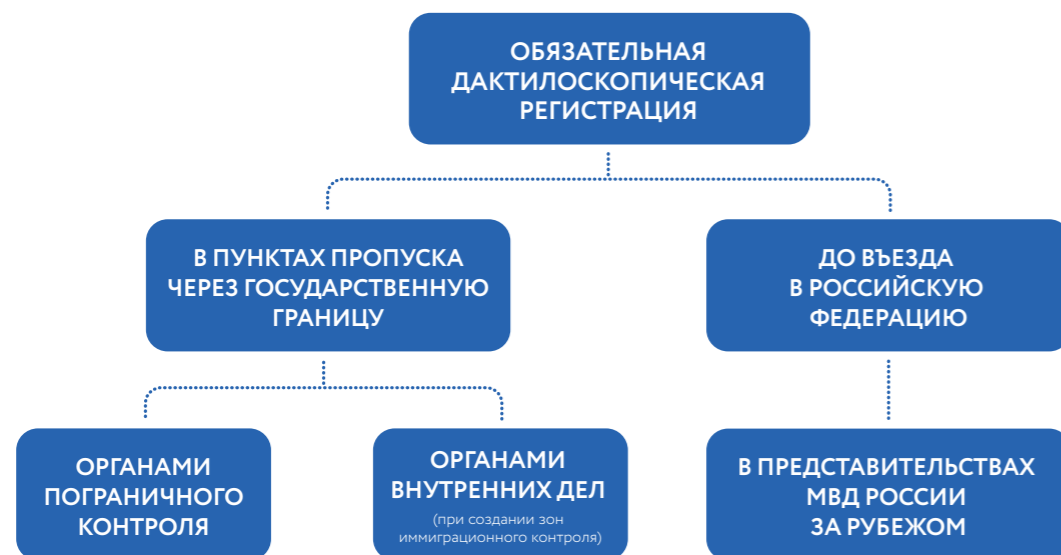 ОБЯЗАТЕЛЬНАЯ
ДАКТИЛОСКОПИЧЕСКАЯ
РЕГИСТРАЦИЯ
В ПУНКТАХ ПРОПУСКА
ЧЕРЕЗ ГОСУДАРСТВЕННУЮ
ГРАНИЦУ
ДО ВЪЕЗДА
В РОССИЙСКУЮ
ФЕДЕРАЦИЮ
ОРГАНАМИ
ПОГРАНИЧНОГО
КОНТРОЛЯ
ОРГАНАМИ
ВНУТРЕННИХ ДЕЛ
(при создании зон
иммиграционного контроля)
В ПРЕДСТАВИТЕЛЬСТВАХ
МВД РОССИИ
ЗА РУБЕЖОМ